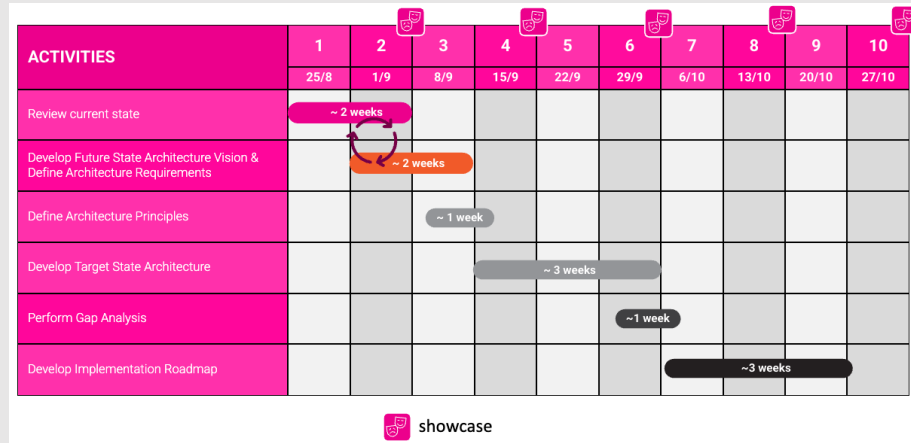 ACTIVITIES
1 2 3 4 5 6 7 8 9 10
25/8 1/9 8/9 15/9 22/9 29/9 6/10 13/10 20/10 27/10
Review current state
~ 2 weeks
Develop Future State Architecture Vision &
Define Architecture Requirements
~ 2 weeks
Define Architecture Principles
~ 1 week
Develop Target State Architecture
~ 3 weeks
Perform Gap Analysis
~1 week
Develop Implementation Roadmap
~3 weeks
showcase